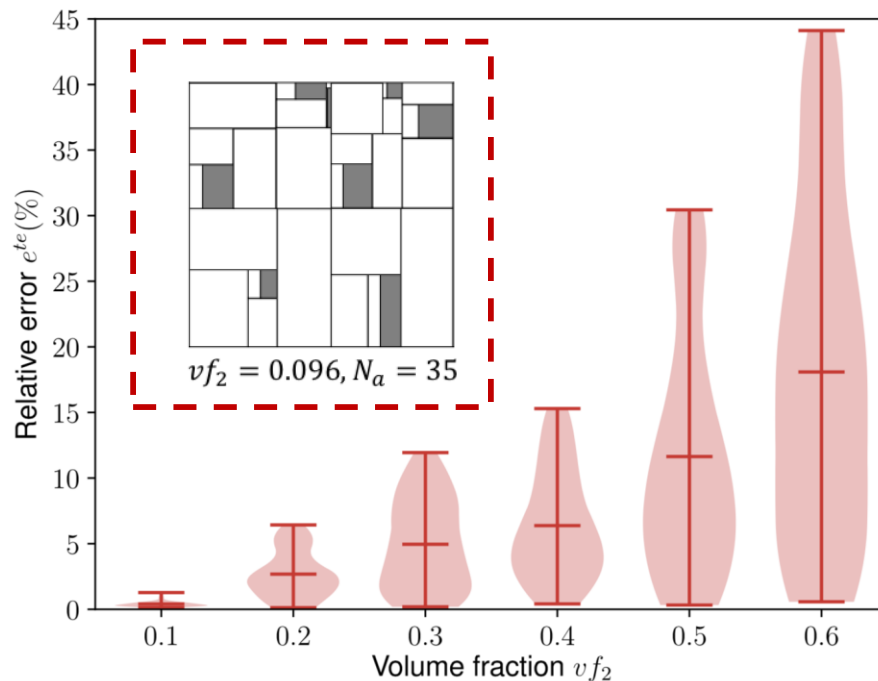 Relative error $e^{te}$(%)
45
40
35
30
25
20
15
10
5
0
$vf_2 = 0.096, N_a = 35$
0.1 0.2 0.3 0.4 0.5 0.6
Volume fraction $vf_2$